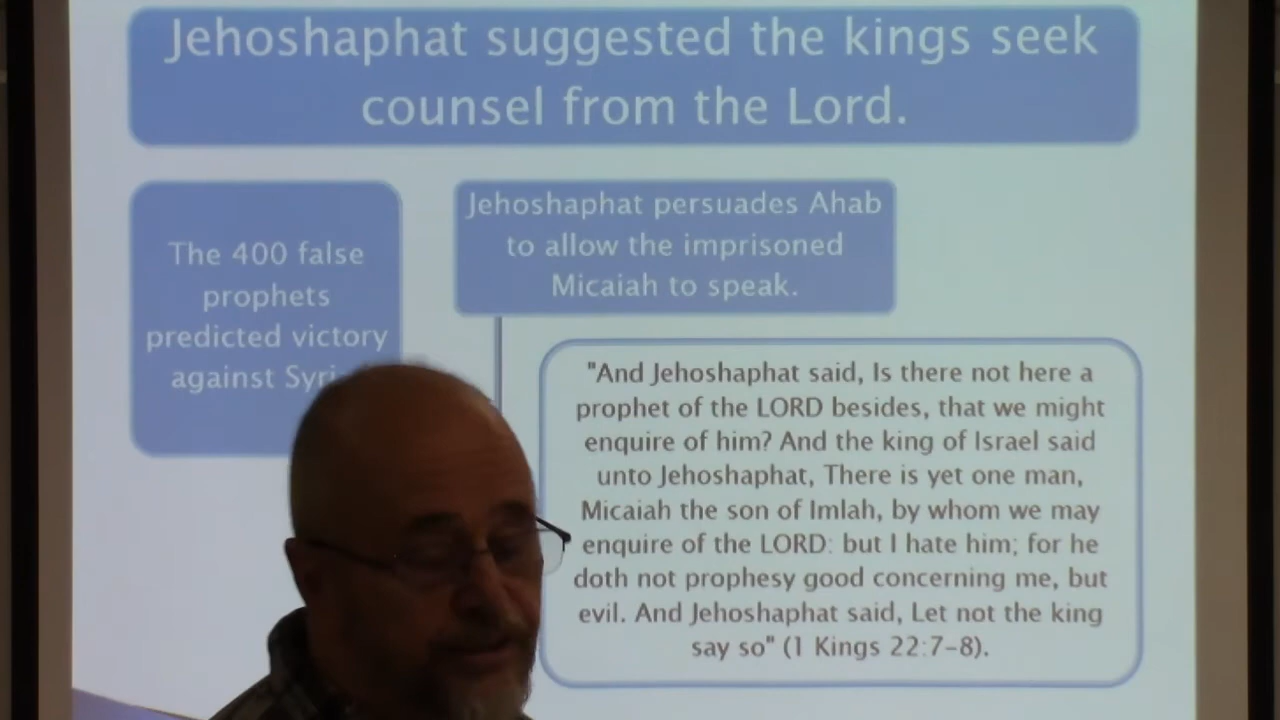 Jehoshaphat suggested the kings seek
counsel from the Lord.
The 400 false
prophets
predicted victory
against
Jehoshaphat persuades Ahab
to allow the imprisoned
Micaiah to speak.
"And Jehoshaphat said, Is there not here a
prophet of the LORD besides, that we might
enquire of him? And the king of Israel said
unto Jehoshaphat, There is yet one man,
Micaiah the son of Imlah, by whom we may
enquire of the LORD: but I hate him; for he
doth not prophesy good concerning me, but
evil. And Jehoshaphat said, Let not the king
say so" (1 Kings 22:7-8).